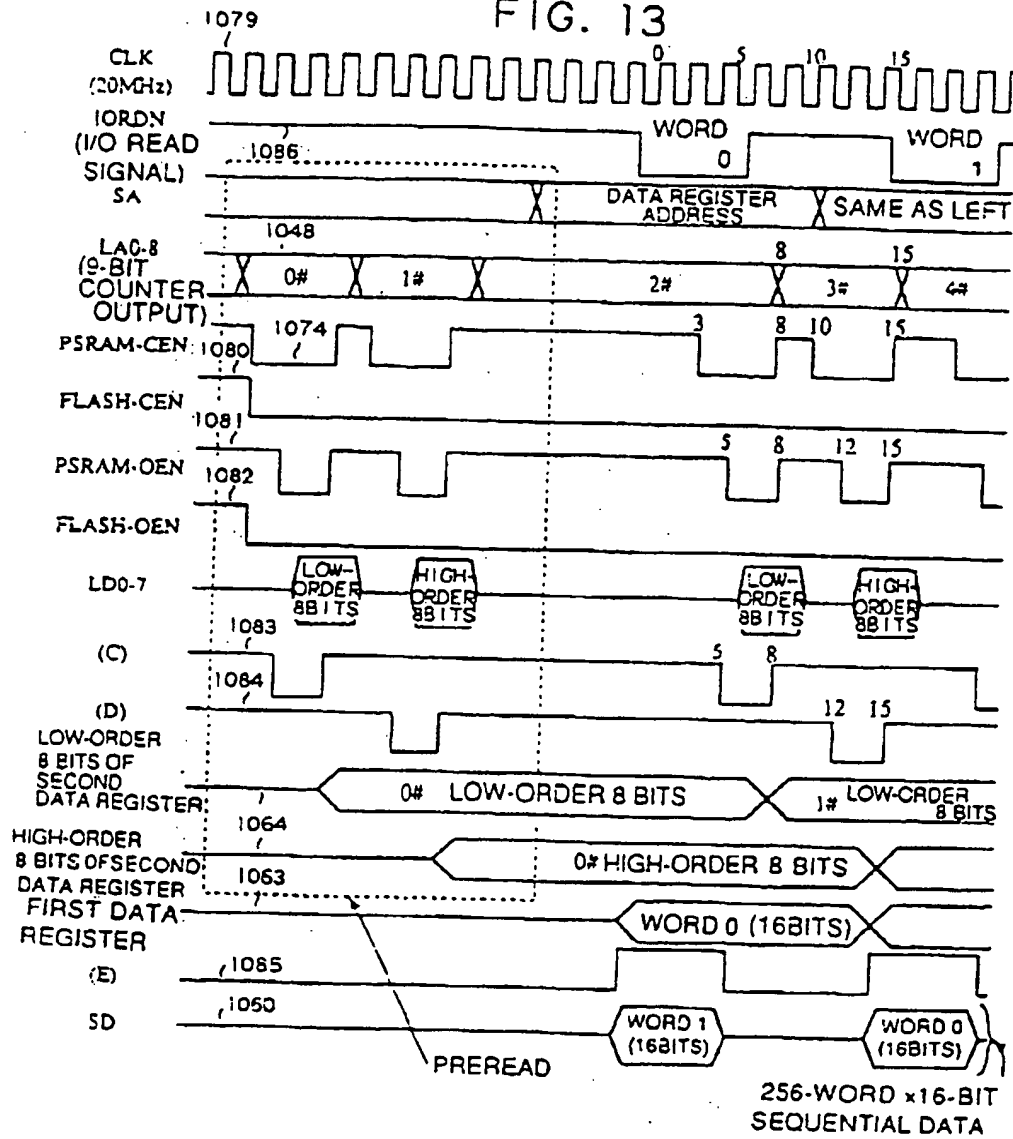 FIG. 13
1079
CLK
(20MHz)
0 5 10 15
IORDN
(I/O READ
SIGNAL)
1086
WORD
0
WORD
1
SA
DATA REGISTER
ADDRESS
SAME AS LEFT
1048
LA0-8
(9-BIT
COUNTER
OUTPUT)
0# 1# 2# 8 3# 15 4#
1074
PSRAM-CEN
3 8 10 15
1080
FLASH-CEN
1081
PSRAM-OEN
5 8 12 15
1082
FLASH-OEN
LD0-7
LOW-
ORDER
8BITS
HIGH-
ORDER
8BITS
LOW-
ORDER
8BITS
HIGH-
ORDER
8BITS
1083
(C)
5 8
1084
(D)
12 15
LOW-ORDER
8 BITS OF
SECOND
DATA REGISTER
0# LOW-ORDER 8 BITS
1# LOW-ORDER
8 BITS
1064
HIGH-ORDER
8 BITS OF SECOND
DATA REGISTER
0# HIGH-ORDER 8 BITS
1063
FIRST DATA
REGISTER
WORD 0 (16BITS)
1085
(E)
1050
SD
WORD 1
(16BITS)
WORD 0
(16BITS)
PREREAD
256-WORD x16-BIT
SEQUENTIAL DATA